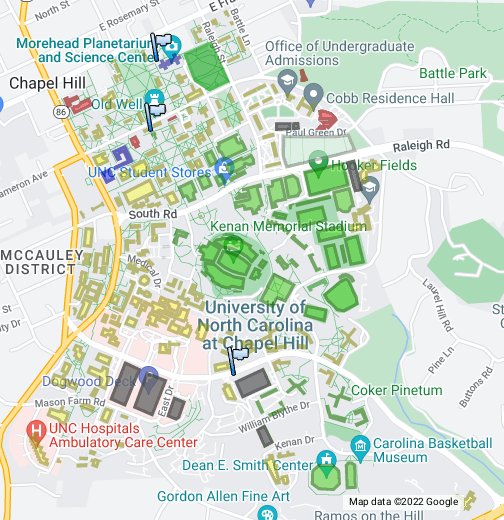 E Rosemary St
E Fr
Morehead Planetarium
and Science Center
Raleigh St
Battle Ln
Office of Undergraduate
Admissions
Battle Park
Chapel Hill
Old Well
86
Cobb Residence Hall
Paul Green Dr
Raleigh Rd
Hooker Fields
UNC Student Stores
Cameron Ave
South Rd
Kenan Memorial Stadium
MCCAULEY
DISTRICT
Medical Dr
University of
North Carolina
at Chapel Hill
Laurel Hill Rd
Pine Ln
Buttons Rd
Dogwood Deck
East Dr
Mason Farm Rd
Coker Pinetum
William Blythe Dr
H
UNC Hospitals
Ambulatory Care Center
Kenan Dr
Carolina Basketball
Museum
Dean E. Smith Center
Gordon Allen Fine Art
Map data ©2022 Google
Rams on the Hill